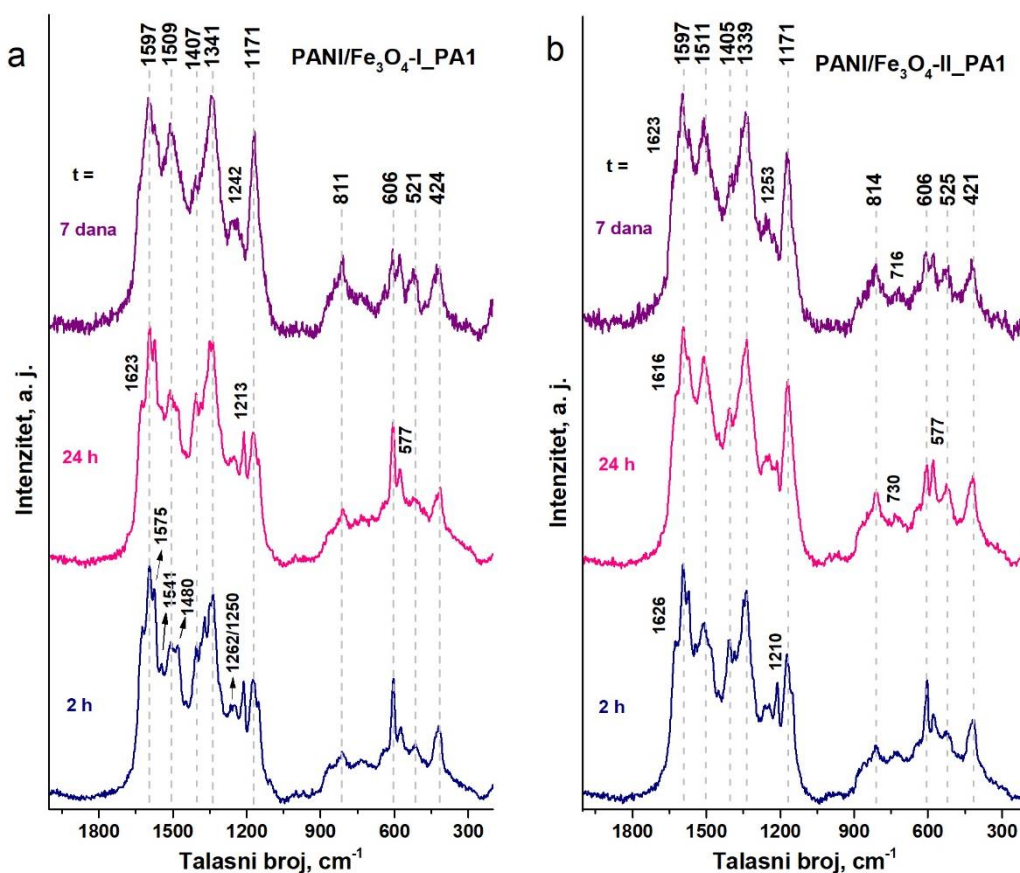 a
1597
1509
1407
1341
1171
PANI/Fe₃O₄-I_PA1
t =
7 dana
1242
811
606
521
424
1623
24 h
1213
577
1575
1541
1480
1262/1250
2 h
Intenzitet, a. j.
1800 1500 1200 900 600 300
Talasni broj, cm⁻¹
b
1597
1511
1405
1339
1171
PANI/Fe₃O₄-II_PA1
1623
t =
7 dana
1253
814
716
606
525
421
1616
24 h
730
577
1626
1210
2 h
Intenzitet, a. j.
1800 1500 1200 900 600 300
Talasni broj, cm⁻¹